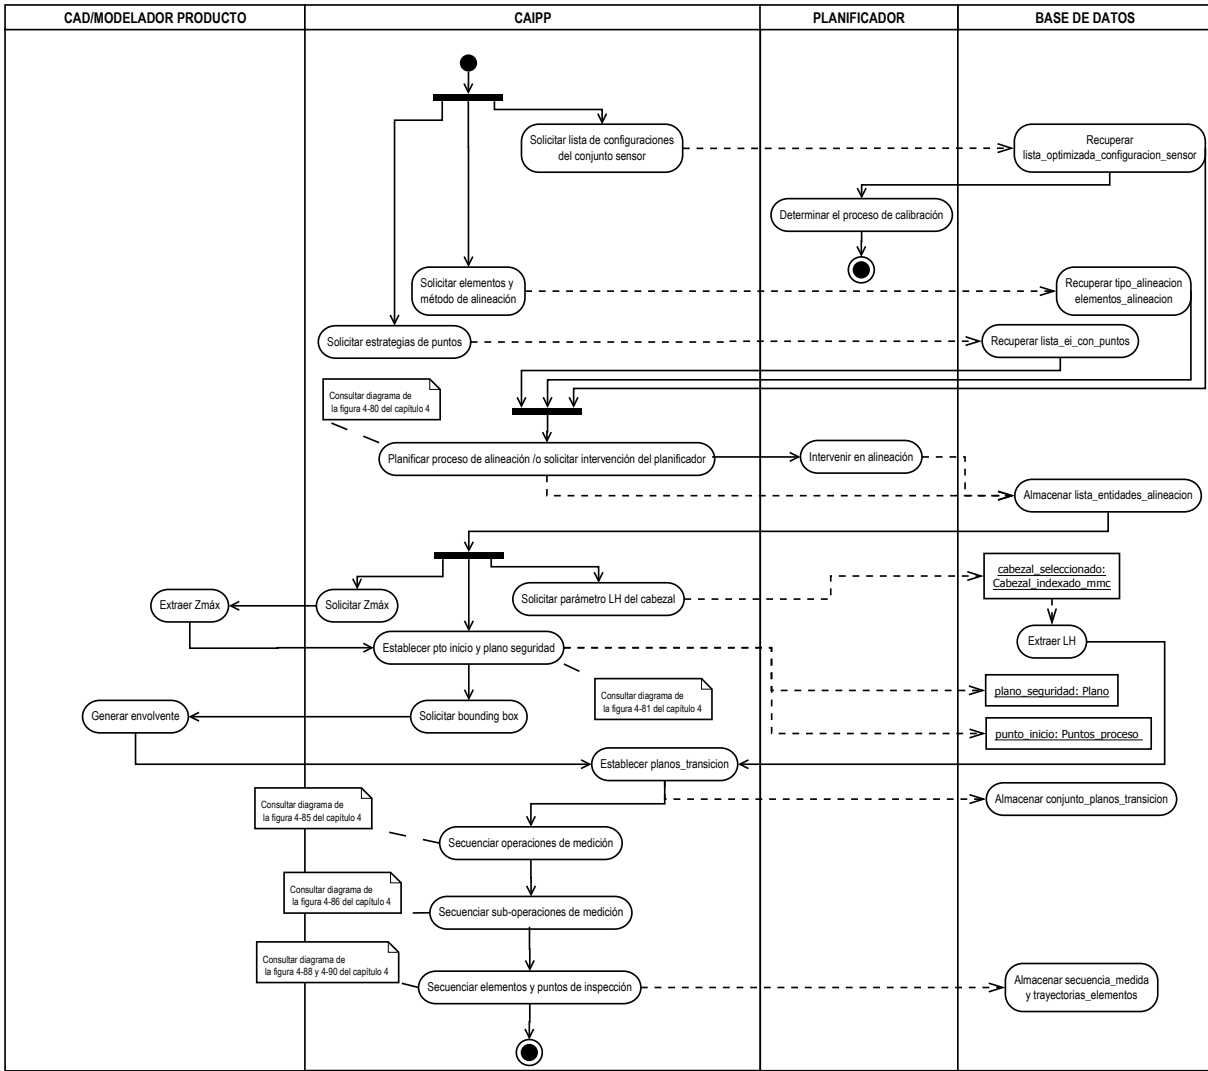 CAD/MODELADOR PRODUCTO
CAIPP
PLANIFICADOR
BASE DE DATOS
Solicitar lista de configuraciones
del conjunto sensor
Recuperar
lista_optimizada_configuracion_sensor
Determinar el proceso de calibración
Solicitar elementos y
método de alineación
Recuperar tipo_alineacion
elementos_alineacion
Solicitar estrategias de puntos
Recuperar lista_ei_con_puntos
Consultar diagrama de
la figura 4-80 del capítulo 4
Planificar proceso de alineación /o solicitar intervención del planificador
Intervenir en alineación
Almacenar lista_entidades_alineacion
cabezal_seleccionado:
Cabezal_indexado_mmc
Extraer Zmáx
Solicitar Zmáx
Solicitar parámetro LH del cabezal
Extraer LH
Establecer pto inicio y plano seguridad
Consultar diagrama de
la figura 4-81 del capítulo 4
plano_seguridad: Plano
Generar envolvente
Solicitar bounding box
punto_inicio: Puntos_proceso
Establecer planos_transicion
Consultar diagrama de
la figura 4-85 del capítulo 4
Almacenar conjunto_planos_transicion
Secuenciar operaciones de medición
Consultar diagrama de
la figura 4-86 del capítulo 4
Secuenciar sub-operaciones de medición
Consultar diagrama de
la figura 4-88 y 4-90 del capítulo 4
Secuenciar elementos y puntos de inspección
Almacenar secuencia_medida
y trayectorias_elementos